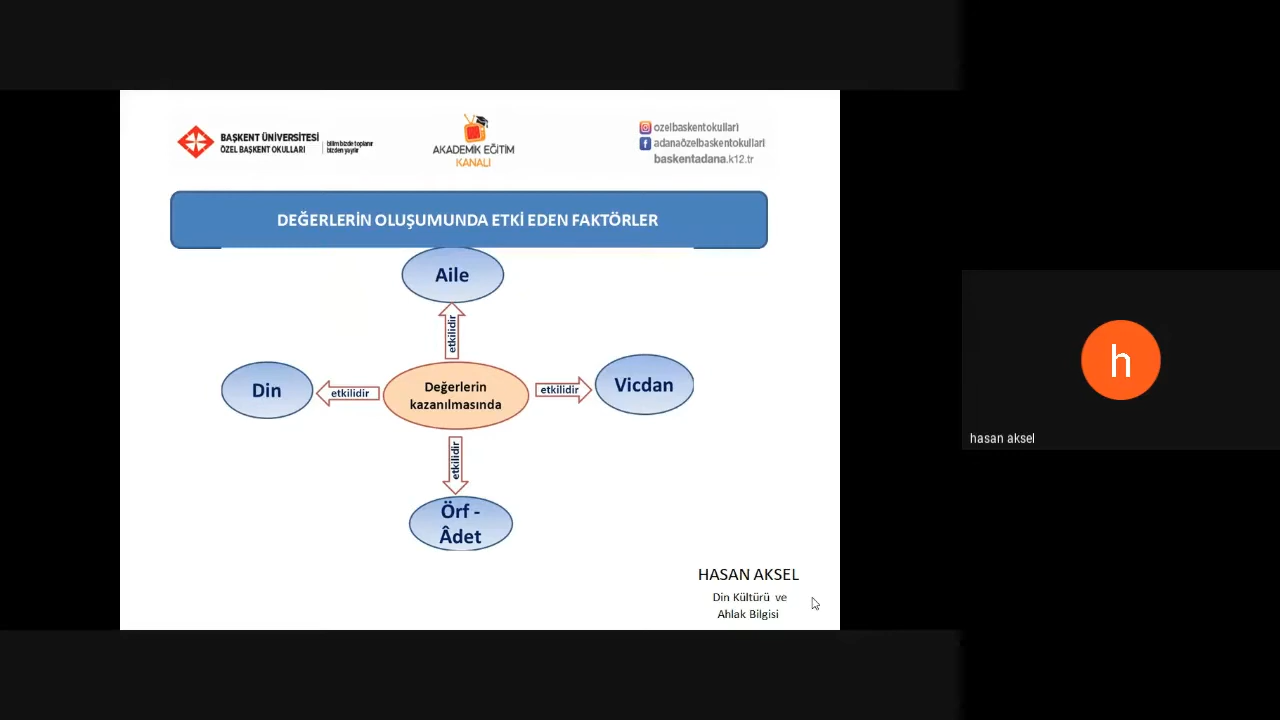 BAŞKENT ÜNİVERSİTESİ
ÖZEL BAŞKENT OKULLARI
bilim bizde toplanır
bizden yayılır
AKADEMİK EĞİTİM
KANALI
ozelbaskentokullari
adanaözelbaskentokullari
baskentadana.k12.tr
DEĞERLERİN OLUŞUMUNDA ETKİ EDEN FAKTÖRLER
Aile
etkilidir
Din
etkilidir
Değerlerin
kazanılmasında
etkilidir
Vicdan
etkilidir
Örf -
Âdet
HASAN AKSEL
Din Kültürü ve
Ahlak Bilgisi
h
hasan aksel